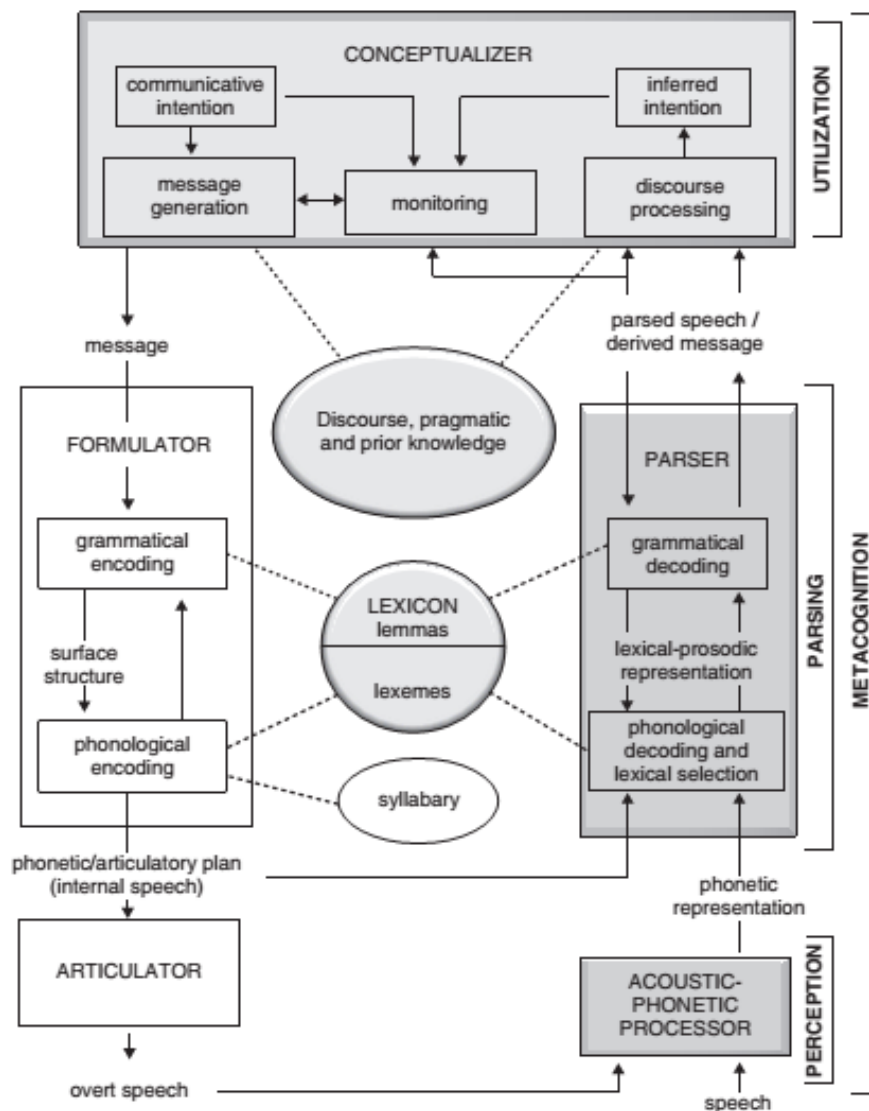 CONCEPTUALIZER
communicative
intention
inferred
intention
message
generation
monitoring
discourse
processing
UTILIZATION
message
parsed speech /
derived message
Discourse, pragmatic
and prior knowledge
FORMULATOR
grammatical
encoding
surface
structure
phonological
encoding
LEXICON
lemmas
lexemes
syllabary
PARSER
grammatical
decoding
lexical-prosodic
representation
phonological
decoding and
lexical selection
PARSING
METACOGNITION
phonetic/articulatory plan
(internal speech)
phonetic
representation
ARTICULATOR
ACOUSTIC-
PHONETIC
PROCESSOR
PERCEPTION
overt speech
speech